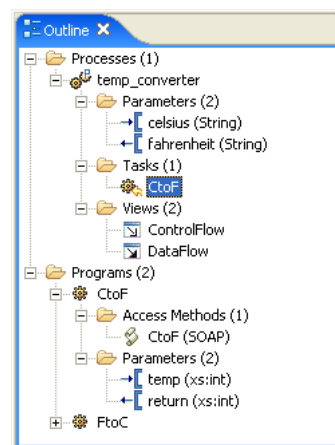 Outline
Processes (1)
temp_converter
Parameters (2)
celsius (String)
fahrenheit (String)
Tasks (1)
CtoF
Views (2)
ControlFlow
DataFlow
Programs (2)
CtoF
Access Methods (1)
CtoF (SOAP)
Parameters (2)
temp (xs:int)
return (xs:int)
FtoC